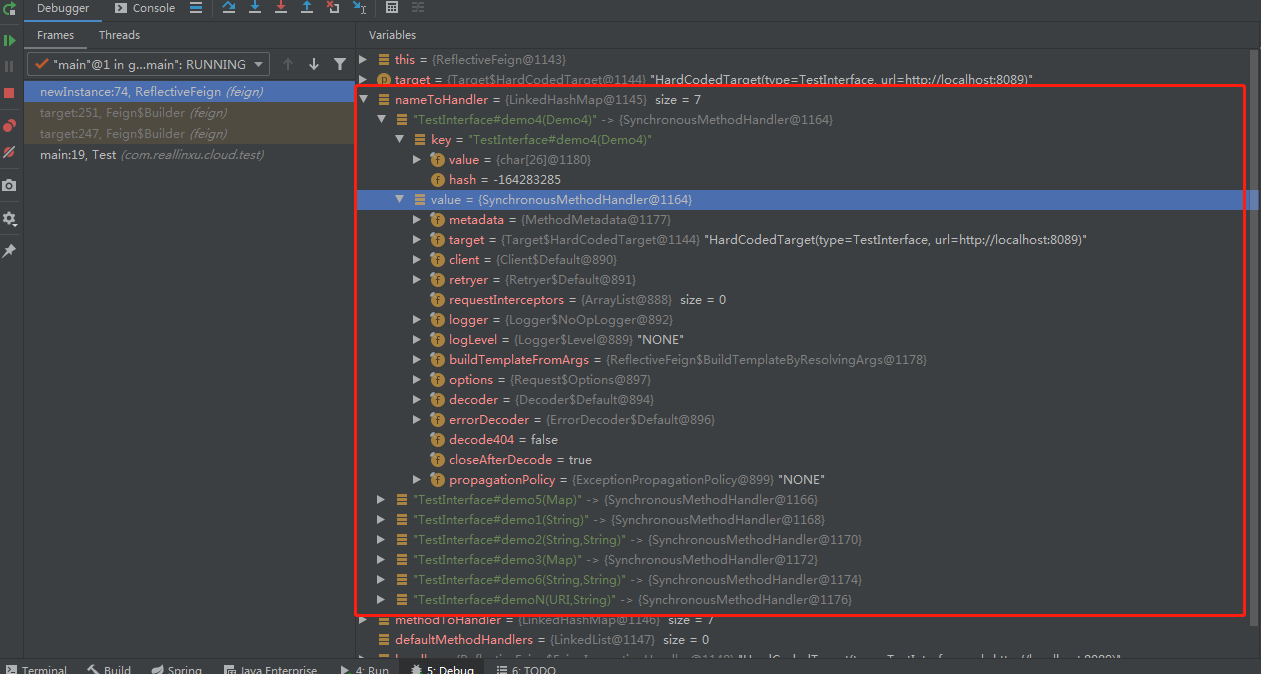 Debugger Console
Frames Threads
"main"@1 in g...main": RUNNING
newInstance:74, ReflectiveFeign (feign)
target:251, Feign$Builder (feign)
target:247, Feign$Builder (feign)
main:19, Test (com.reallinxu.cloud.test)
Variables
this = {ReflectiveFeign@1143}
target = {Target$HardCodedTarget@1144} "HardCodedTarget(type=TestInterface, url=http://localhost:8089)"
nameToHandler = {LinkedHashMap@1145} size = 7
"TestInterface#demo4(Demo4)" -> {SynchronousMethodHandler@1164}
key = "TestInterface#demo4(Demo4)"
value = {char[26]@1180}
hash = -164283285
value = {SynchronousMethodHandler@1164}
metadata = {MethodMetadata@1177}
target = {Target$HardCodedTarget@1144} "HardCodedTarget(type=TestInterface, url=http://localhost:8089)"
client = {Client$Default@890}
retryer = {Retryer$Default@891}
requestInterceptors = {ArrayList@888} size = 0
logger = {Logger$NoOpLogger@892}
logLevel = {Logger$Level@889} "NONE"
buildTemplateFromArgs = {ReflectiveFeign$BuildTemplateByResolvingArgs@1178}
options = {Request$Options@897}
decoder = {Decoder$Default@894}
errorDecoder = {ErrorDecoder$Default@896}
decode404 = false
closeAfterDecode = true
propagationPolicy = {ExceptionPropagationPolicy@899} "NONE"
"TestInterface#demo5(Map)" -> {SynchronousMethodHandler@1166}
"TestInterface#demo1(String)" -> {SynchronousMethodHandler@1168}
"TestInterface#demo2(String,String)" -> {SynchronousMethodHandler@1170}
"TestInterface#demo3(Map)" -> {SynchronousMethodHandler@1172}
"TestInterface#demo6(String,String)" -> {SynchronousMethodHandler@1174}
"TestInterface#demoN(URI,String)" -> {SynchronousMethodHandler@1176}
methodToHandler = {LinkedHashMap@1146} size = 7
defaultMethodHandlers = {LinkedList@1147} size = 0
Terminal Build Spring Java Enterprise 4: Run 5: Debug 6: TODO